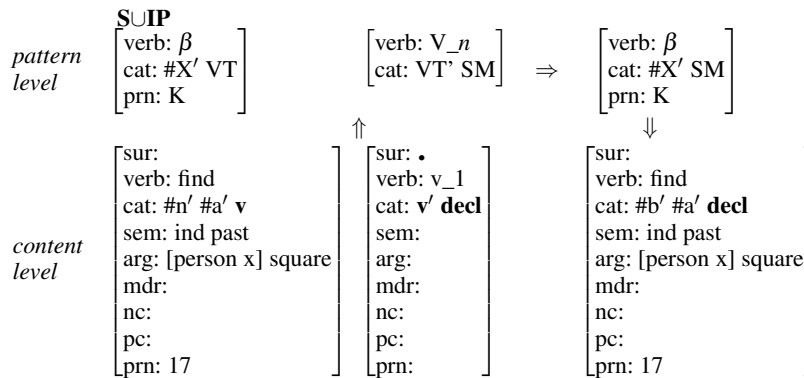 S∪IP
pattern level
[verb: β [verb: V_n [verb: β
cat: #X′ VT cat: VT’ SM] ⇒ cat: #X′ SM
prn: K] prn: K]
⇑ ⇓
content level
[sur: [sur: • [sur:
verb: find verb: v_1 verb: find
cat: #n′ #a′ v cat: v′ decl cat: #b′ #a′ decl
sem: ind past sem: sem: ind past
arg: [person x] square arg: arg: [person x] square
mdr: mdr: mdr:
nc: nc: nc:
pc: pc: pc:
prn: 17] prn:] prn: 17]